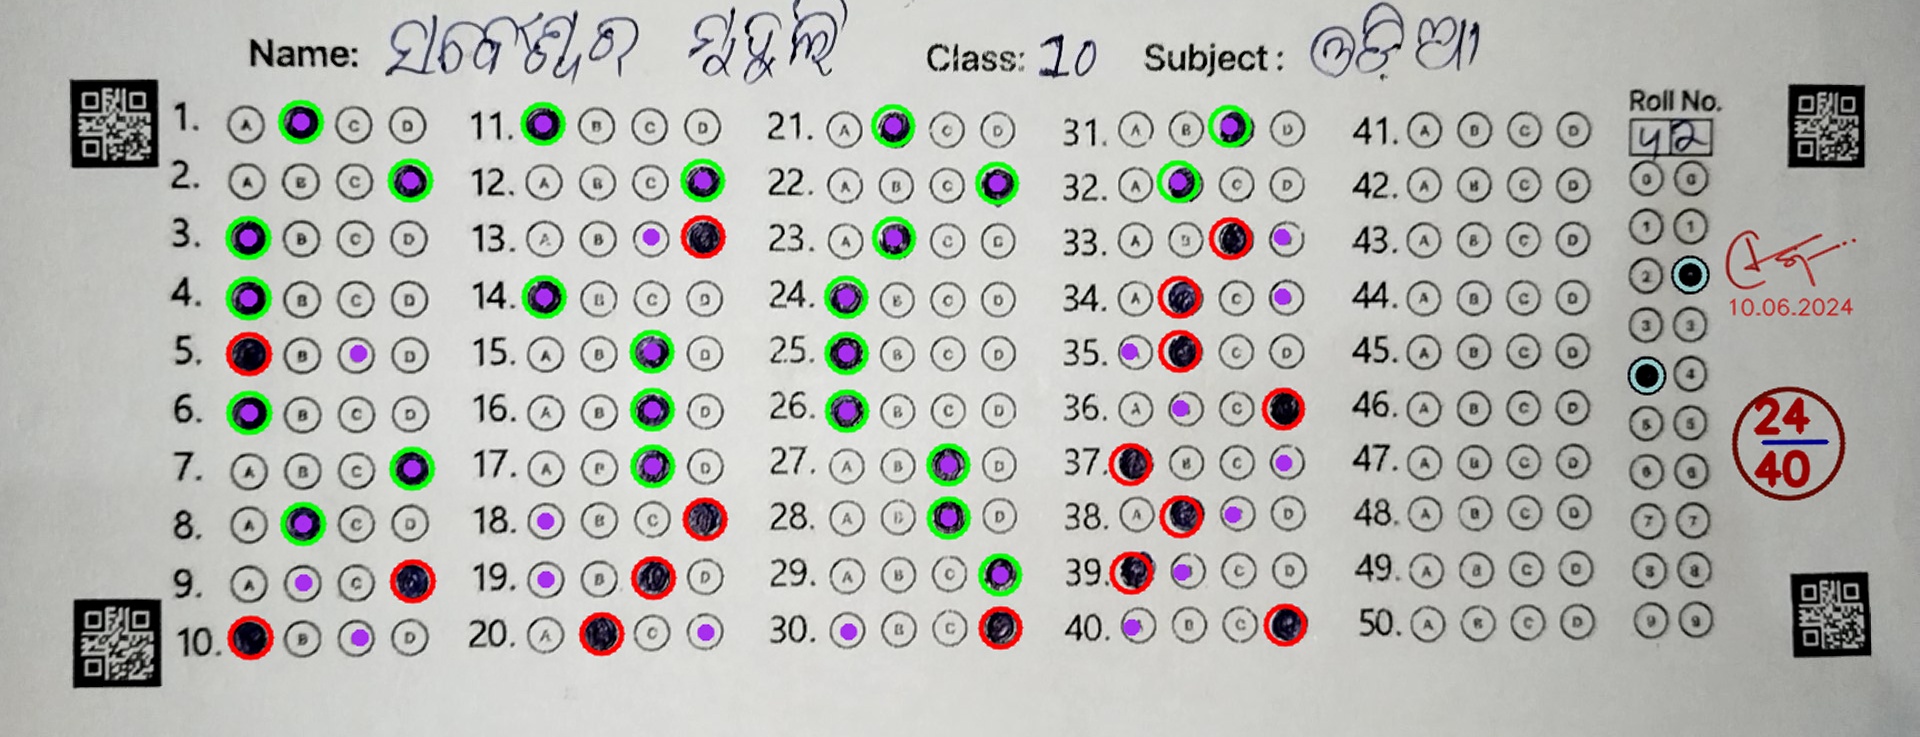 Name: ମୁଦୁଲି Class: 10 Subject: ଓଡ଼ିଆ
Roll No.
42
1. A C D 11. B C D 21. A C D 31. A B D 41. A B C D
2. A B C 12. A B C 22. A B C 32. A C D 42. A B C D 0 0
3. B C D 13. A B 23. A C D 33. A B 43. A B C D 1 1
4. B C D 14. B C D 24. B C D 34. A C 44. A B C D 2
10.06.2024
5. B D 15. A B D 25. B C D 35. C D 45. A B C D 3 3
6. B C D 16. A B D 26. B C D 36. A C 46. A B C D 4
24
40
7. A B C 17. A B D 27. A B D 37. B C 47. A B C D 5 5
8. A C D 18. B C 28. A B D 38. A D 48. A B C D 6 6
9. A C 19. B D 29. A B C 39. C D 49. A B C D 7 7
10. B D 20. A C 30. B C 40. B C 50. A B C D 8 8
9 9